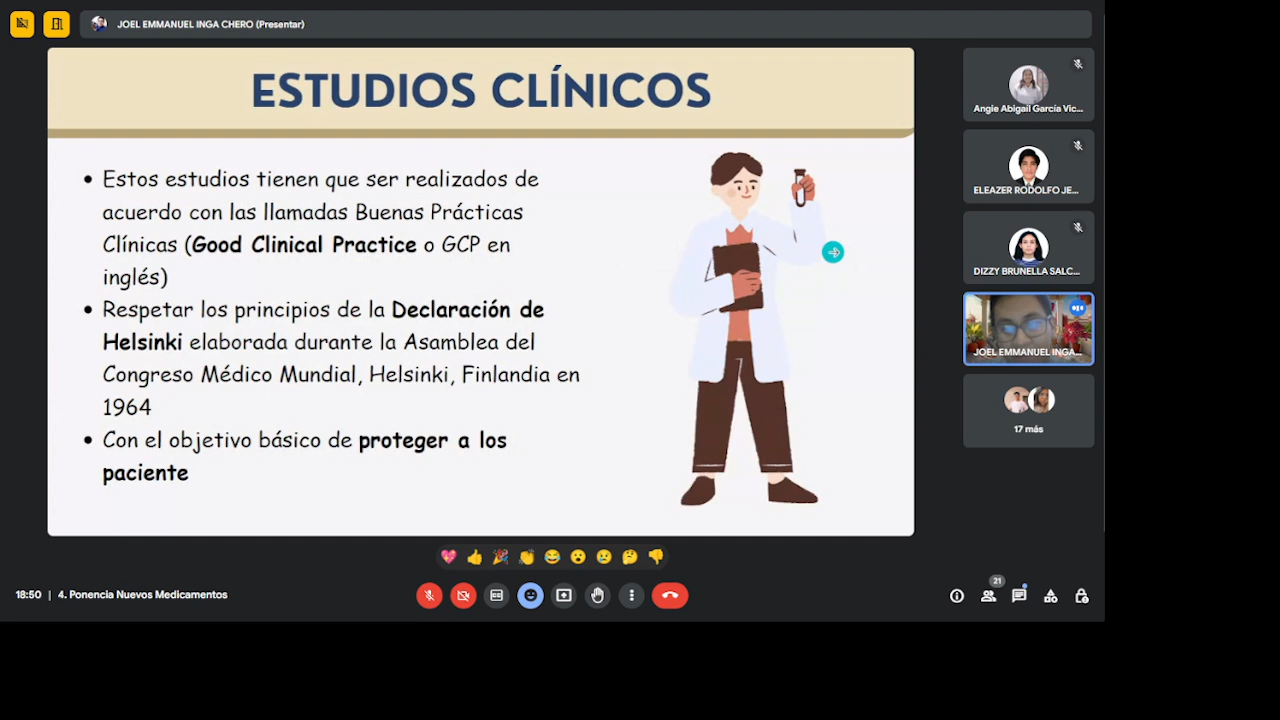 JOEL EMMANUEL INGA CHERO (Presentar)
ESTUDIOS CLÍNICOS
• Estos estudios tienen que ser realizados de
acuerdo con las llamadas Buenas Prácticas
Clínicas (Good Clinical Practice o GCP en
inglés)
• Respetar los principios de la Declaración de
Helsinki elaborada durante la Asamblea del
Congreso Médico Mundial, Helsinki, Finlandia en
1964
• Con el objetivo básico de proteger a los
paciente
Angie Abigail García Vic...
ELEAZER RODOLFO JE...
DIZZY BRUNELLA SALC...
JOEL EMMANUEL INGA...
17 más
18:50 | 4. Ponencia Nuevos Medicamentos
21